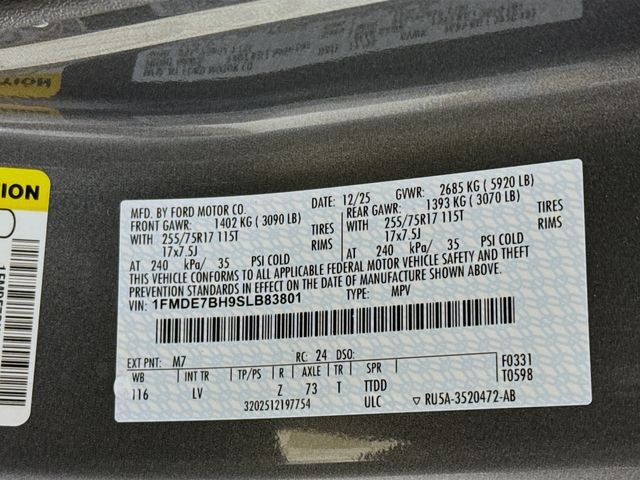 MFD. BY FORD MOTOR CO.
DATE: 12/25 GVWR: 2685 KG ( 5920 LB)
FRONT GAWR: 1402 KG ( 3090 LB)
REAR GAWR: 1393 KG ( 3070 LB)
WITH 255/75R17 115T TIRES
WITH 255/75R17 115T TIRES
17x7.5J RIMS
17x7.5J RIMS
AT 240 kPa/ 35 PSI COLD
AT 240 kPa/ 35 PSI COLD
THIS VEHICLE CONFORMS TO ALL APPLICABLE FEDERAL MOTOR VEHICLE SAFETY AND THEFT
PREVENTION STANDARDS IN EFFECT ON THE DATE OF MANUFACTURE SHOWN ABOVE.
VIN: 1FMDE7BH9SLB83801 TYPE: MPV
EXT PNT: M7 RC: 24 DSO:
WB INT TR TP/PS R AXLE TR SPR
116 LV Z 73 T TTDD
F0331
T0598
3202512197754 ULC ▽ RU5A-3520472-AB